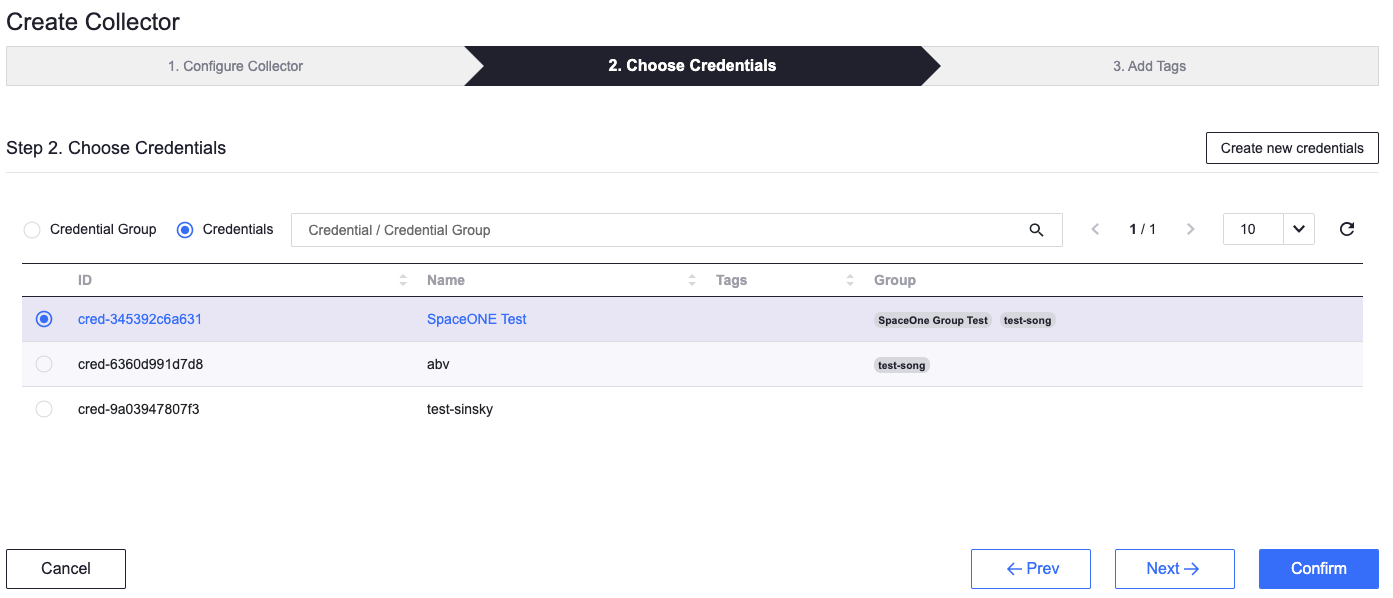 Create Collector
1. Configure Collector 2. Choose Credentials 3. Add Tags
Step 2. Choose Credentials Create new credentials
Credential Group Credentials Credential / Credential Group 1 / 1 10
ID Name Tags Group
cred-345392c6a631 SpaceONE Test SpaceOne Group Test test-song
cred-6360d991d7d8 abv test-song
cred-9a03947807f3 test-sinsky
Cancel Prev Next Confirm